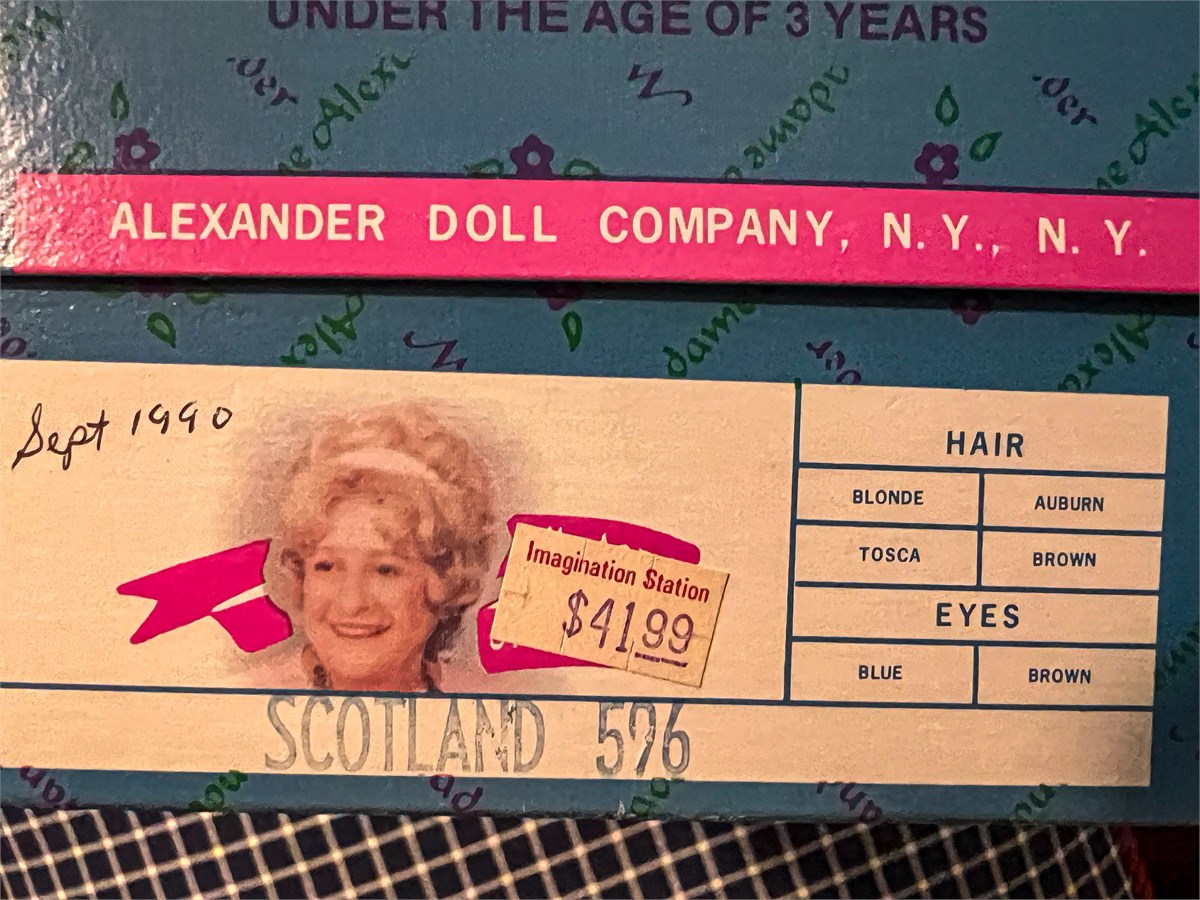 UNDER THE AGE OF 3 YEARS
ALEXANDER DOLL COMPANY, N.Y., N. Y.
Sept 1990
HAIR
BLONDE AUBURN
TOSCA BROWN
EYES
BLUE BROWN
Imagination Station
$41.99
SCOTLAND 596